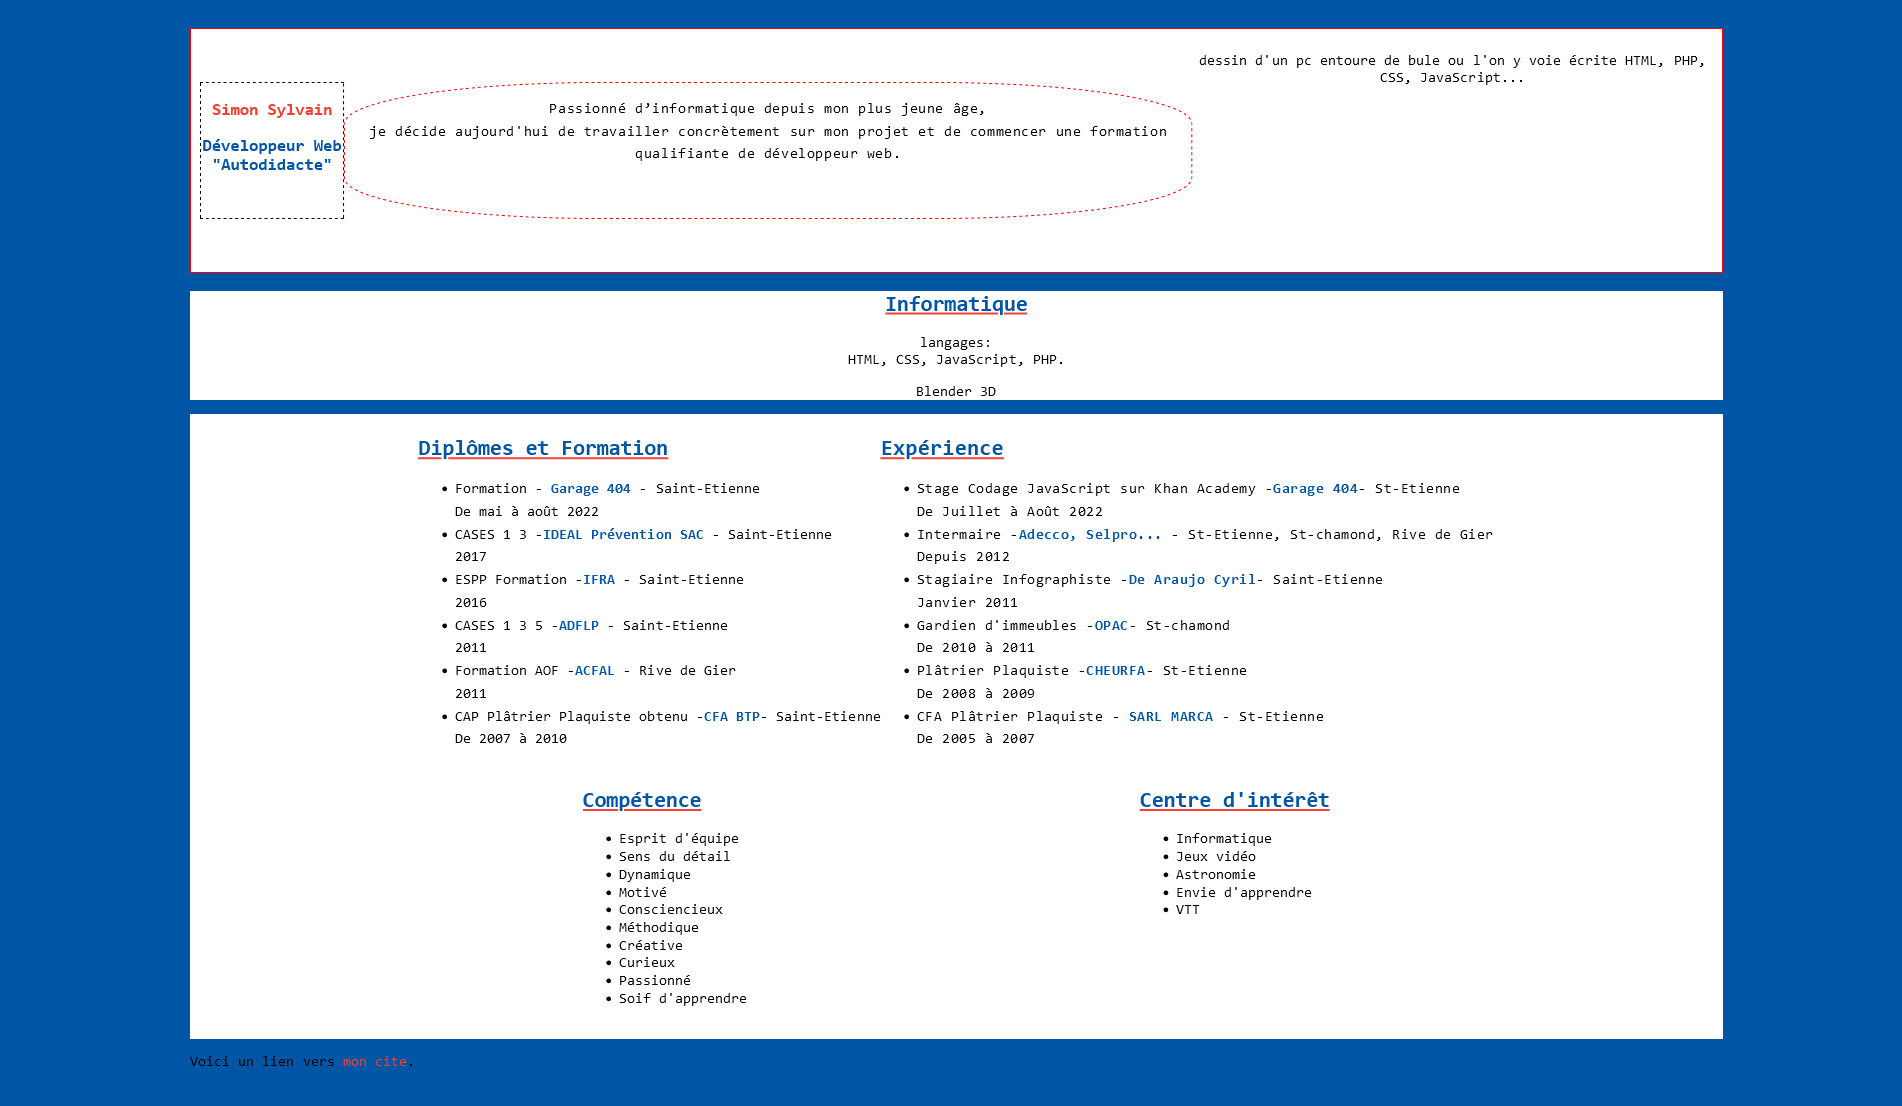 Simon Sylvain
Développeur Web
"Autodidacte"
Passionné d’informatique depuis mon plus jeune âge,
je décide aujourd'hui de travailler concrètement sur mon projet et de commencer une formation
qualifiante de développeur web.
dessin d'un pc entoure de bule ou l'on y voie écrite HTML, PHP,
CSS, JavaScript...
Informatique
langages:
HTML, CSS, JavaScript, PHP.
Blender 3D
Diplômes et Formation
• Formation - Garage 404 - Saint-Etienne
De mai à août 2022
• CASES 1 3 -IDEAL Prévention SAC - Saint-Etienne
2017
• ESPP Formation -IFRA - Saint-Etienne
2016
• CASES 1 3 5 -ADFLP - Saint-Etienne
2011
• Formation AOF -ACFAL - Rive de Gier
2011
• CAP Plâtrier Plaquiste obtenu -CFA BTP- Saint-Etienne
De 2007 à 2010
Expérience
• Stage Codage JavaScript sur Khan Academy -Garage 404- St-Etienne
De Juillet à Août 2022
• Intermaire -Adecco, Selpro... - St-Etienne, St-chamond, Rive de Gier
Depuis 2012
• Stagiaire Infographiste -De Araujo Cyril- Saint-Etienne
Janvier 2011
• Gardien d'immeubles -OPAC- St-chamond
De 2010 à 2011
• Plâtrier Plaquiste -CHEURFA- St-Etienne
De 2008 à 2009
• CFA Plâtrier Plaquiste - SARL MARCA - St-Etienne
De 2005 à 2007
Compétence
• Esprit d'équipe
• Sens du détail
• Dynamique
• Motivé
• Consciencieux
• Méthodique
• Créative
• Curieux
• Passionné
• Soif d'apprendre
Centre d'intérêt
• Informatique
• Jeux vidéo
• Astronomie
• Envie d'apprendre
• VTT
Voici un lien vers mon cite.